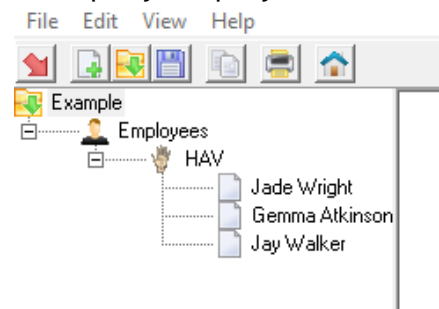 File Edit View Help
Example
Employees
HAV
Jade Wright
Gemma Atkinson
Jay Walker